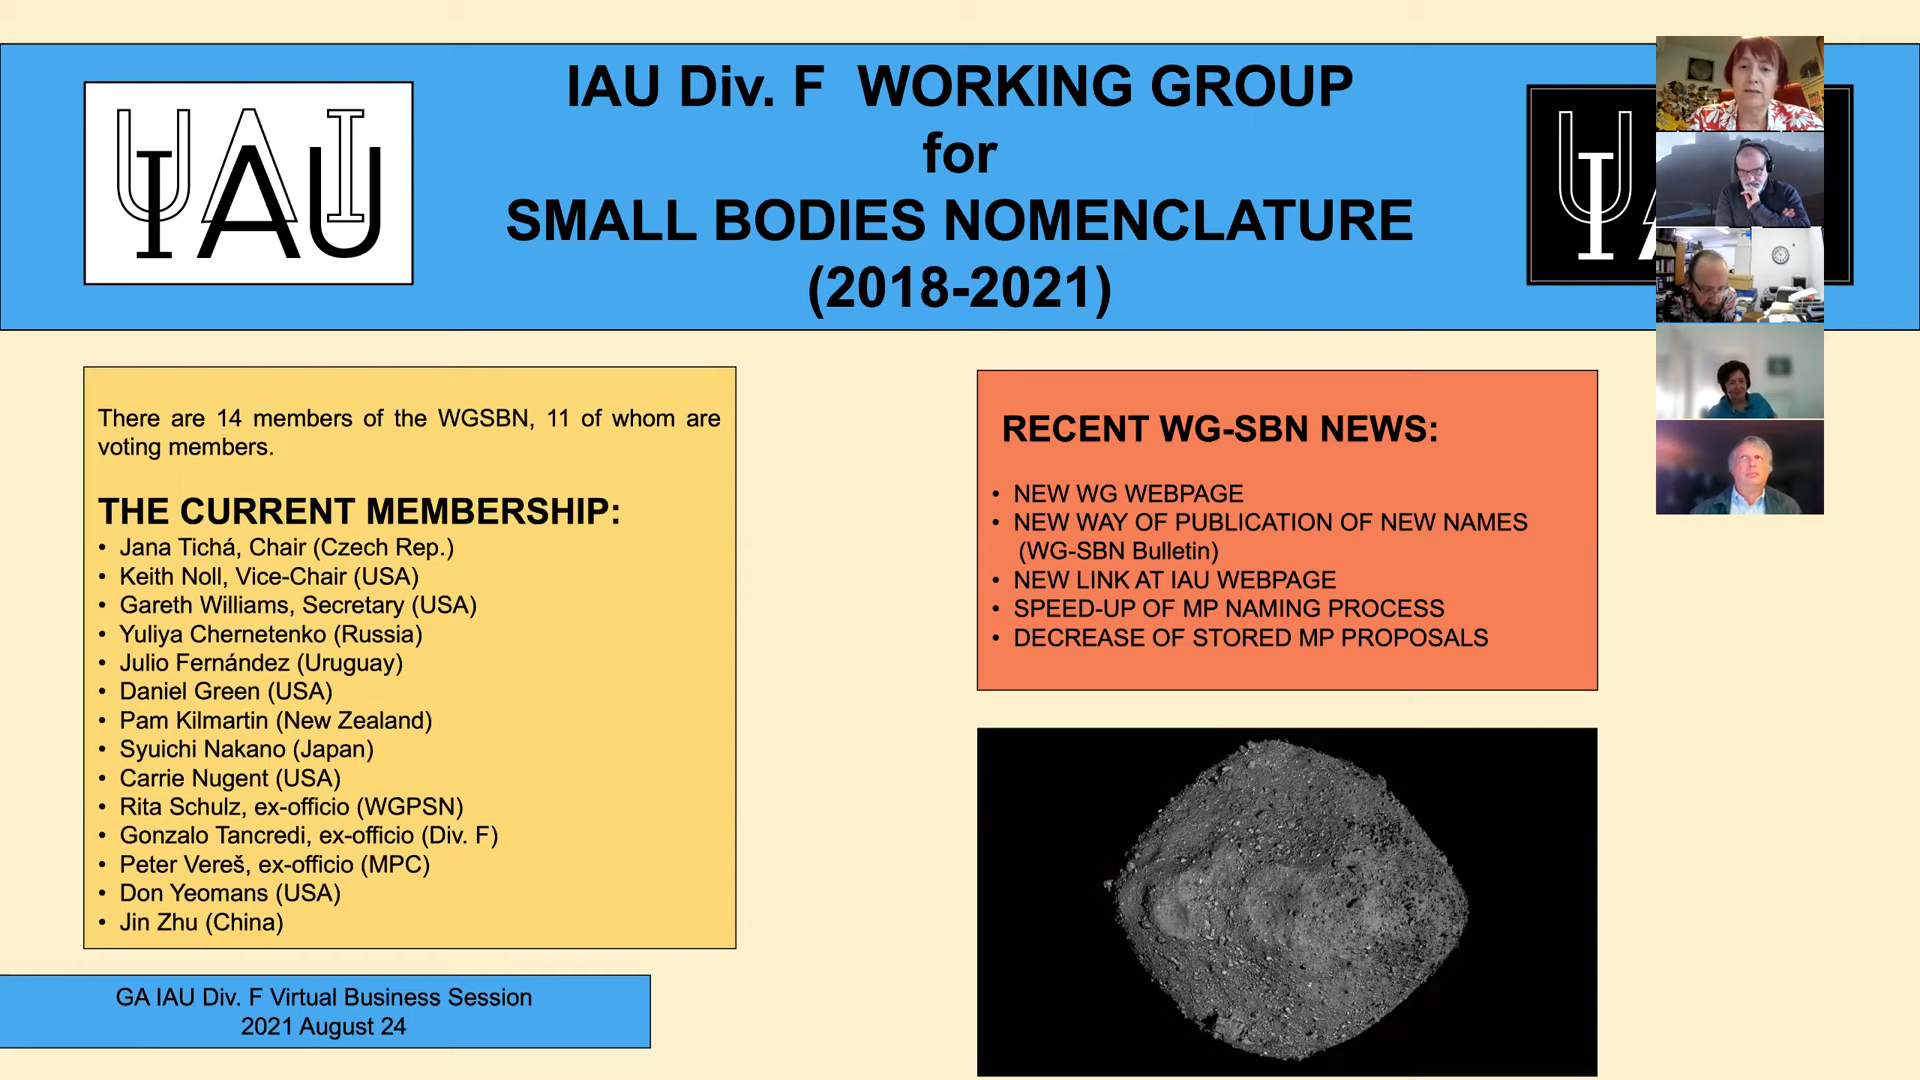 IAU
UAI
IAU Div. F WORKING GROUP
for
SMALL BODIES NOMENCLATURE
(2018-2021)
There are 14 members of the WGSBN, 11 of whom are
voting members.
THE CURRENT MEMBERSHIP:
• Jana Tichá, Chair (Czech Rep.)
• Keith Noll, Vice-Chair (USA)
• Gareth Williams, Secretary (USA)
• Yuliya Chernetenko (Russia)
• Julio Fernández (Uruguay)
• Daniel Green (USA)
• Pam Kilmartin (New Zealand)
• Syuichi Nakano (Japan)
• Carrie Nugent (USA)
• Rita Schulz, ex-officio (WGPSN)
• Gonzalo Tancredi, ex-officio (Div. F)
• Peter Vereš, ex-officio (MPC)
• Don Yeomans (USA)
• Jin Zhu (China)
RECENT WG-SBN NEWS:
• NEW WG WEBPAGE
• NEW WAY OF PUBLICATION OF NEW NAMES
(WG-SBN Bulletin)
• NEW LINK AT IAU WEBPAGE
• SPEED-UP OF MP NAMING PROCESS
• DECREASE OF STORED MP PROPOSALS
GA IAU Div. F Virtual Business Session
2021 August 24